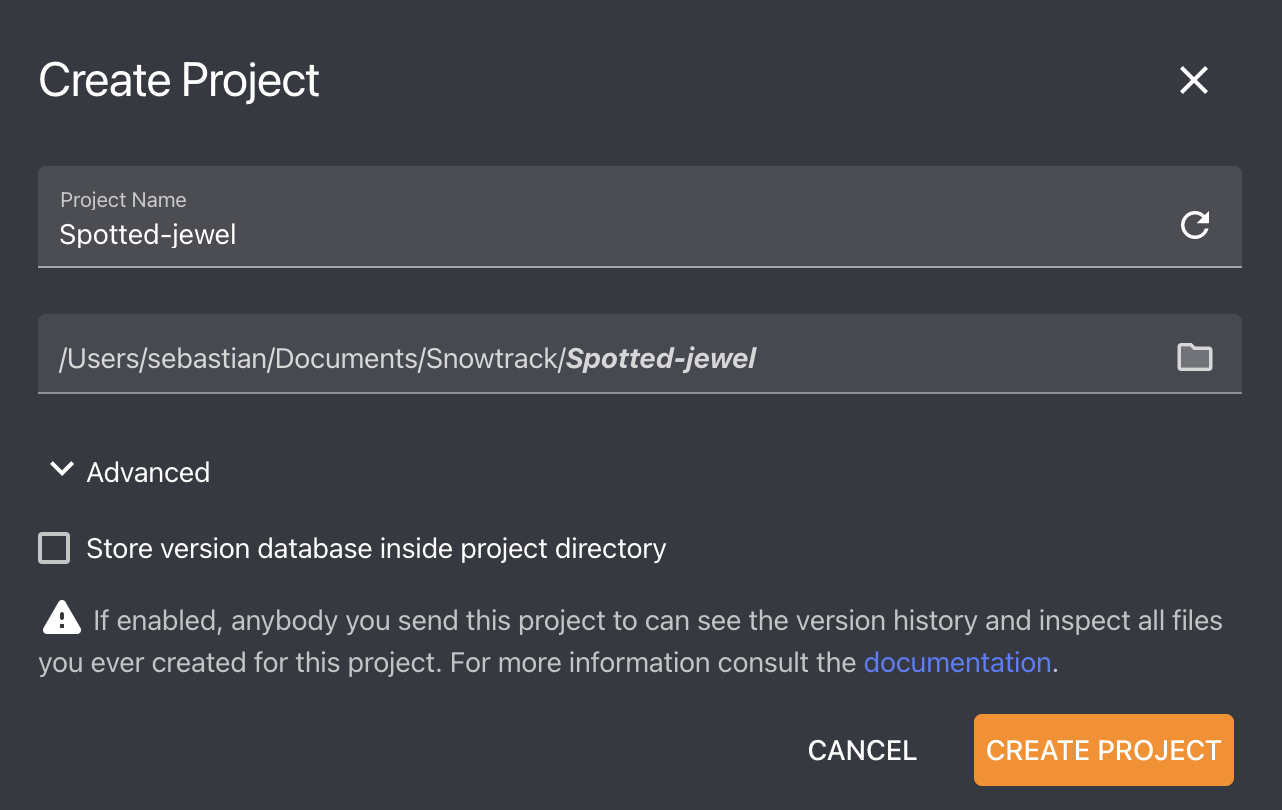 Create Project
Project Name
Spotted-jewel
/Users/sebastian/Documents/Snowtrack/Spotted-jewel
Advanced
Store version database inside project directory
If enabled, anybody you send this project to can see the version history and inspect all files
you ever created for this project. For more information consult the documentation.
CANCEL
CREATE PROJECT